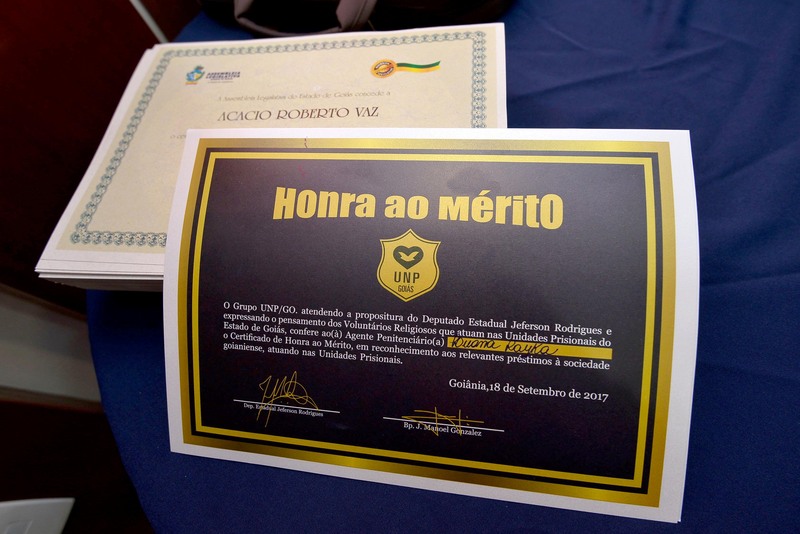 ASSEMBLEIA
LEGISLATIVA
A Assembleia Legislativa do Estado de Goiás concede a
ACACIO ROBERTO VAZ
Honra ao Mérito
UNP
GOIÁS
O Grupo UNP/GO. atendendo a propositura do Deputado Estadual Jeferson Rodrigues e
expressando o pensamento dos Voluntários Religiosos que atuam nas Unidades Prisionais do
Estado de Goiás, confere ao(à) Agente Penitenciário(a)
o Certificado de Honra ao Mérito, em reconhecimento aos relevantes préstimos à sociedade
goianiense, atuando nas Unidades Prisionais.
Goiânia,18 de Setembro de 2017
Dep. Estadual Jeferson Rodrigues
Bp. J. Manoel Gonzalez